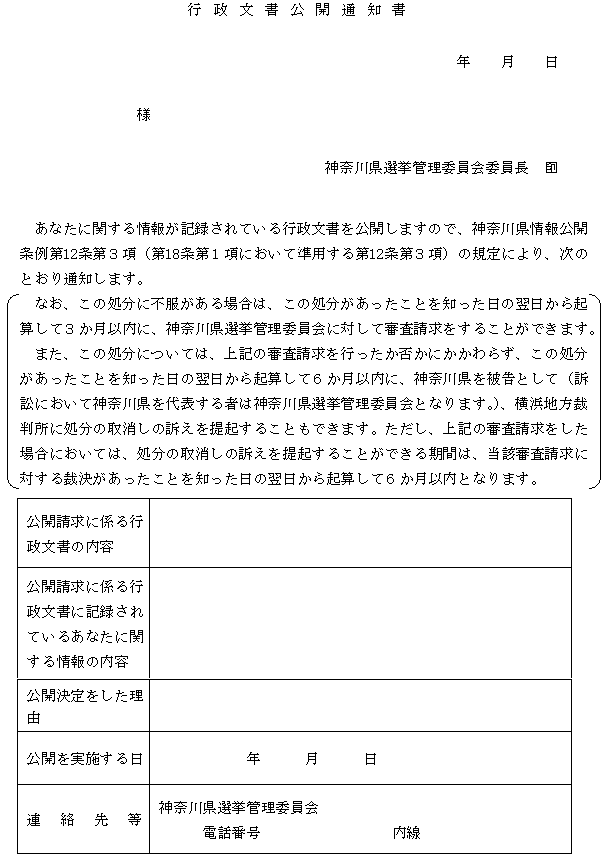 行政文書公開通知書
年　　月　　日
様
神奈川県選挙管理委員会委員長　印
あなたに関する情報が記録されている行政文書を公開しますので、神奈川県情報公開
条例第12条第３項（第18条第１項において準用する第12条第３項）の規定により、次の
とおり通知します。
なお、この処分に不服がある場合は、この処分があったことを知った日の翌日から起
算して３か月以内に、神奈川県選挙管理委員会に対して審査請求をすることができます。
また、この処分については、上記の審査請求を行ったか否かにかかわらず、この処分
があったことを知った日の翌日から起算して６か月以内に、神奈川県を被告として（訴
訟において神奈川県を代表する者は神奈川県選挙管理委員会となります。）、横浜地方裁
判所に処分の取消しの訴えを提起することもできます。ただし、上記の審査請求をした
場合においては、処分の取消しの訴えを提起することができる期間は、当該審査請求に
対する裁決があったことを知った日の翌日から起算して６か月以内となります。
公開請求に係る行
政文書の内容
公開請求に係る行
政文書に記録され
ているあなたに関
する情報の内容
公開決定をした理
由
公開を実施する日　　年　　月　　日
連絡先等
神奈川県選挙管理委員会
電話番号　　内線